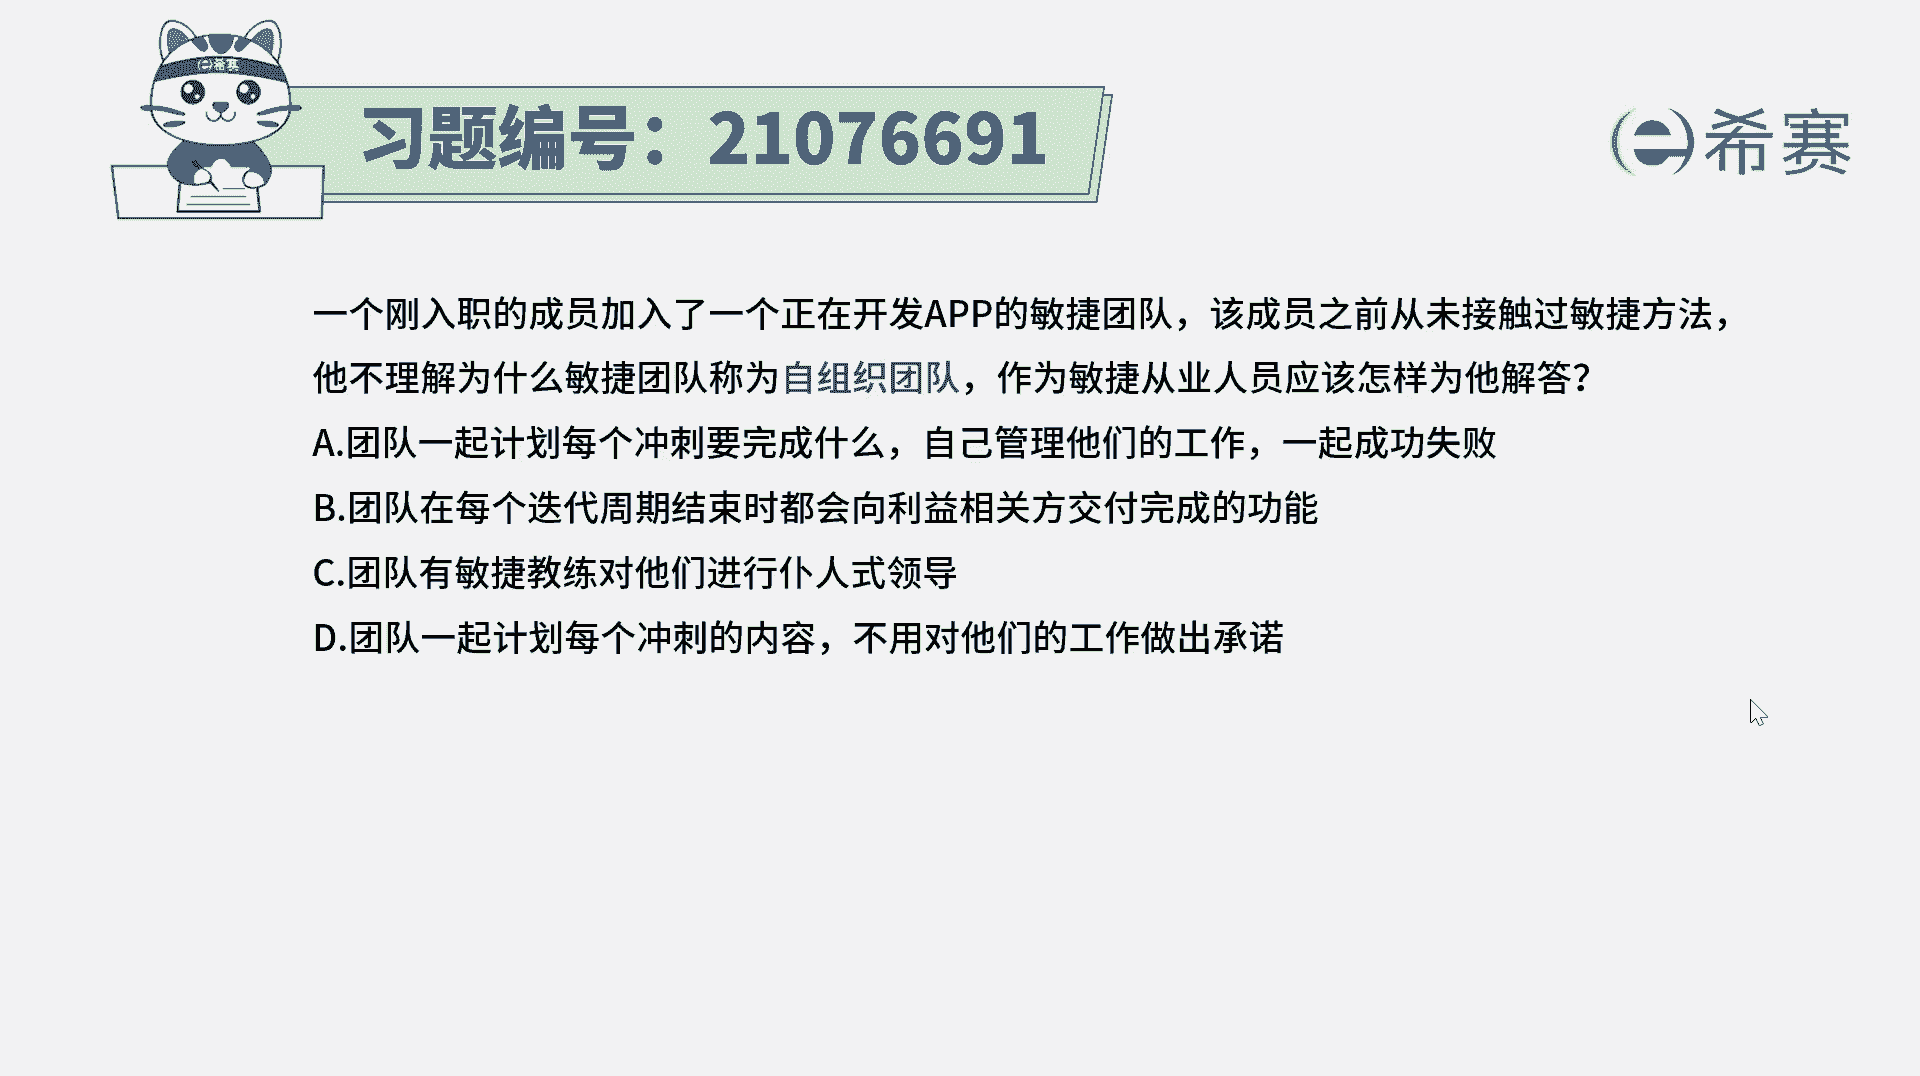 希赛
习题编号：21076691
希赛
一个刚入职的成员加入了一个正在开发APP的敏捷团队，该成员之前从未接触过敏捷方法，
他不理解为什么敏捷团队称为自组织团队，作为敏捷从业人员应该怎样为他解答？
A.团队一起计划每个冲刺要完成什么，自己管理他们的工作，一起成功失败
B.团队在每个迭代周期结束时都会向利益相关方交付完成的功能
C.团队有敏捷教练对他们进行仆人式领导
D.团队一起计划每个冲刺的内容，不用对他们的工作做出承诺